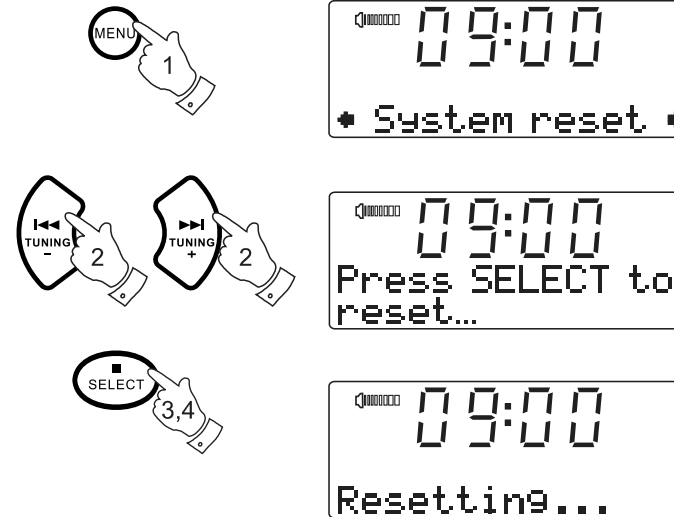 MENU
1
09:00
System reset
TUNING
–
2
TUNING
+
2
09:00
Press SELECT to
reset...
SELECT
3,4
09:00
Resetting...